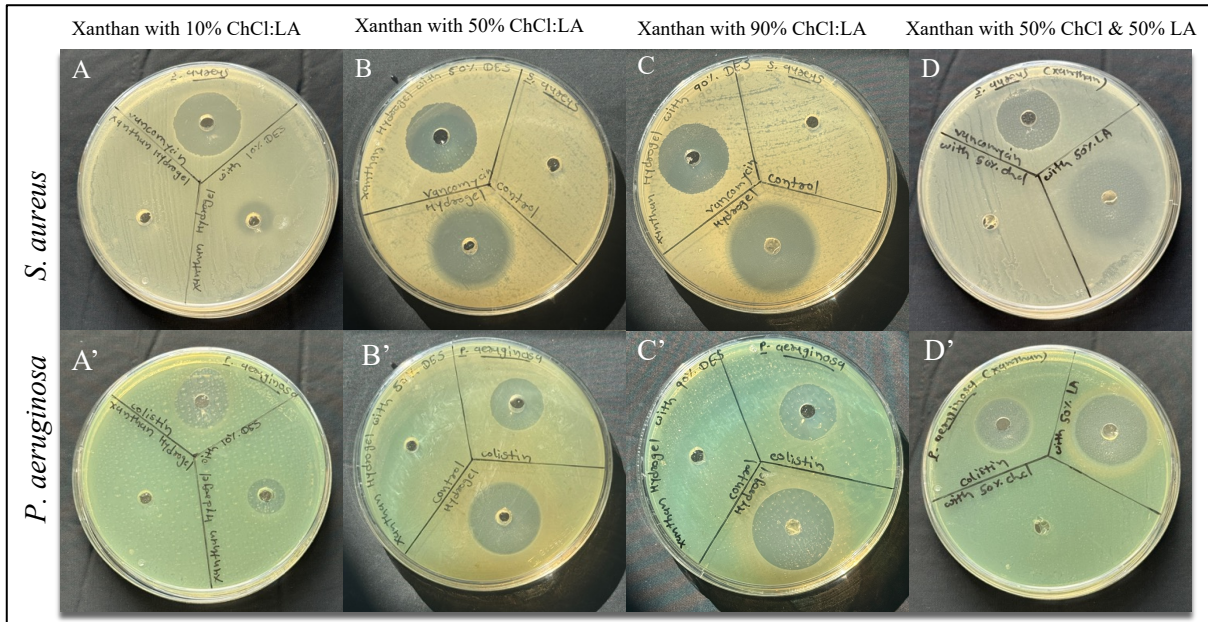 Xanthan with 10% ChCl:LA
Xanthan with 50% ChCl:LA
Xanthan with 90% ChCl:LA
Xanthan with 50% ChCl & 50% LA
S. aureus
A
S. aureus
vancomycin
Xanthan Hydrogel
Xanthan Hydrogel
with 10% DES
B
Xanthan Hydrogel with 50% DES
S. aureus
vancomycin
Hydrogel
control
C
Xanthan Hydrogel with 90% DES
S. aureus
vancomycin
Hydrogel
control
D
S. aureus (xanthan)
vancomycin
with 50% chcl
with 50% LA
P. aeruginosa
A’
P. aeruginosa
colistin
Xanthan Hydrogel
Xanthan Hydrogel
with 10% DES
B’
Xanthan Hydrogel with 50% DES
P. aeruginosa
colistin
control
Hydrogel
C’
Xanthan Hydrogel with 90% DES
P. aeruginosa
colistin
control
Hydrogel
D’
P. aeruginosa (xanthan)
with 50% LA
colistin
with 50% chcl